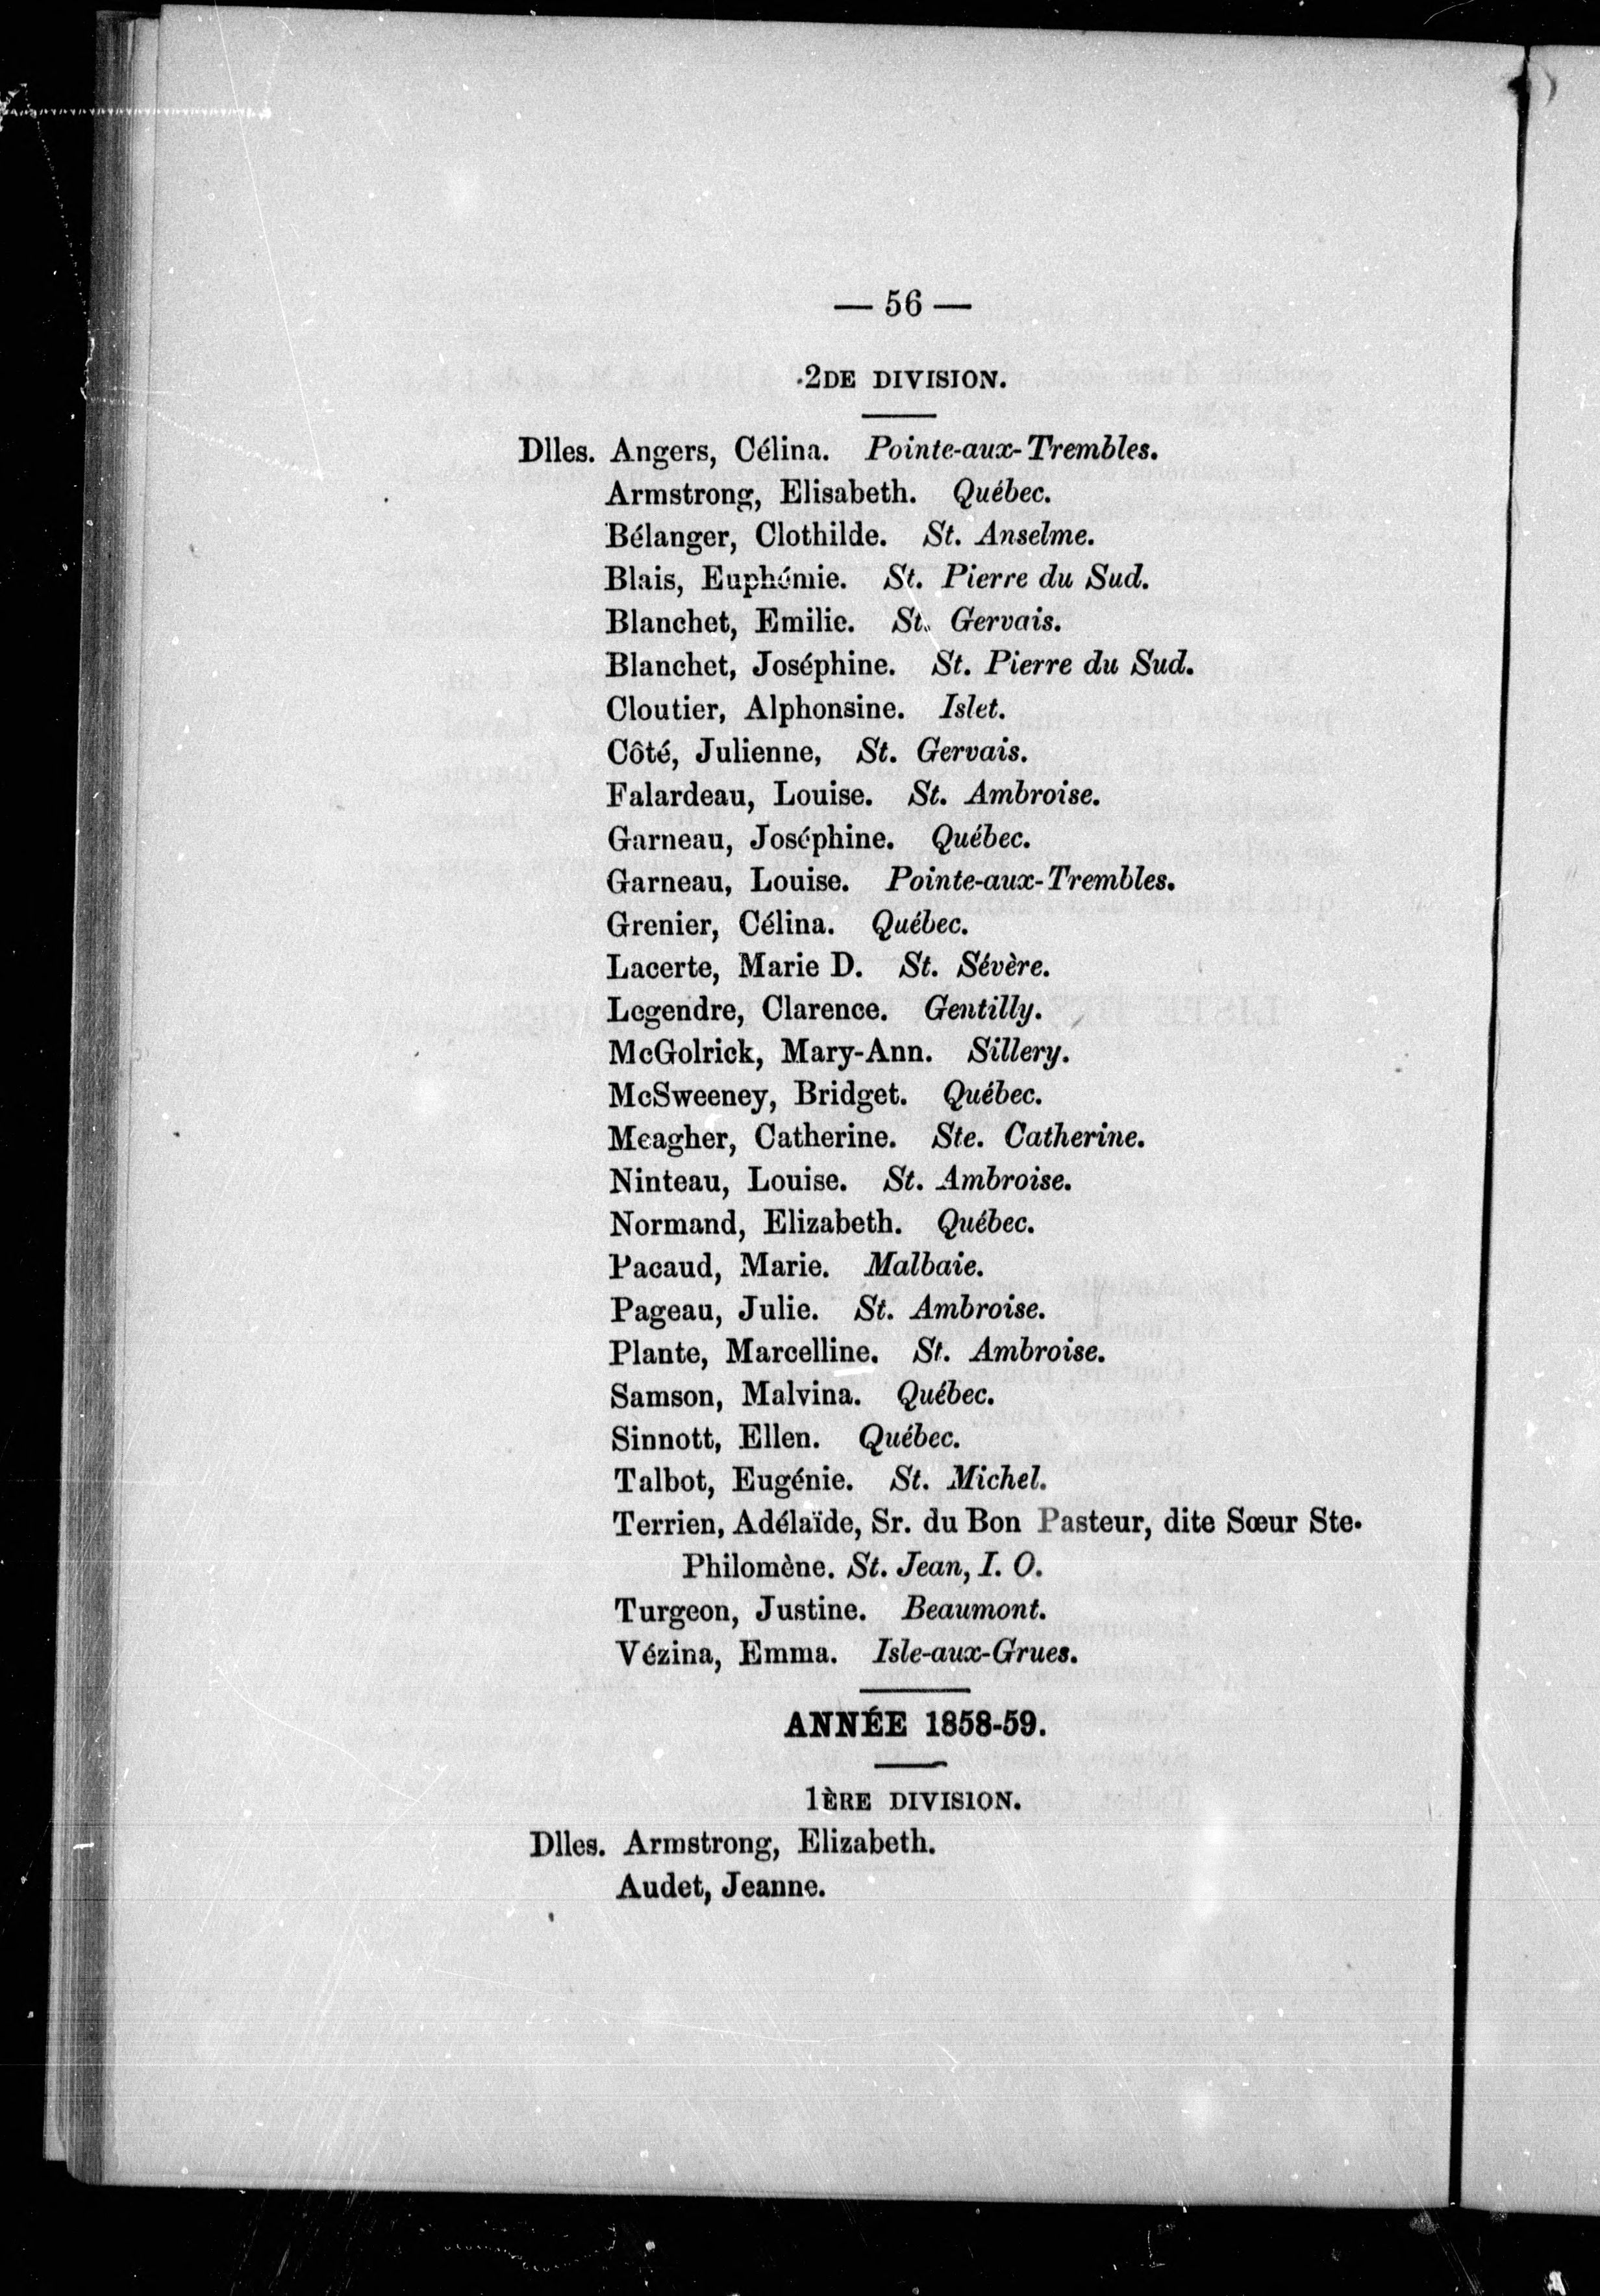 — 56 —
2DE DIVISION.
Dlles. Angers, Célina. Pointe-aux-Trembles.
Armstrong, Elisabeth. Québec.
Bélanger, Clothilde. St. Anselme.
Blais, Euphémie. St. Pierre du Sud.
Blanchet, Emilie. St. Gervais.
Blanchet, Joséphine. St. Pierre du Sud.
Cloutier, Alphonsine. Islet.
Côté, Julienne, St. Gervais.
Falardeau, Louise. St. Ambroise.
Garneau, Joséphine. Québec.
Garneau, Louise. Pointe-aux-Trembles.
Grenier, Célina. Québec.
Lacerte, Marie D. St. Sévère.
Legendre, Clarence. Gentilly.
McGolrick, Mary-Ann. Sillery.
McSweeney, Bridget. Québec.
Meagher, Catherine. Ste. Catherine.
Ninteau, Louise. St. Ambroise.
Normand, Elizabeth. Québec.
Pacaud, Marie. Malbaie.
Pageau, Julie. St. Ambroise.
Plante, Marcelline. St. Ambroise.
Samson, Malvina. Québec.
Sinnott, Ellen. Québec.
Talbot, Eugénie. St. Michel.
Terrien, Adélaïde, Sr. du Bon Pasteur, dite Sœur Ste.
Philomène. St. Jean, I. O.
Turgeon, Justine. Beaumont.
Vézina, Emma. Isle-aux-Grues.
ANNÉE 1858-59.
1ÈRE DIVISION.
Dlles. Armstrong, Elizabeth.
Audet, Jeanne.